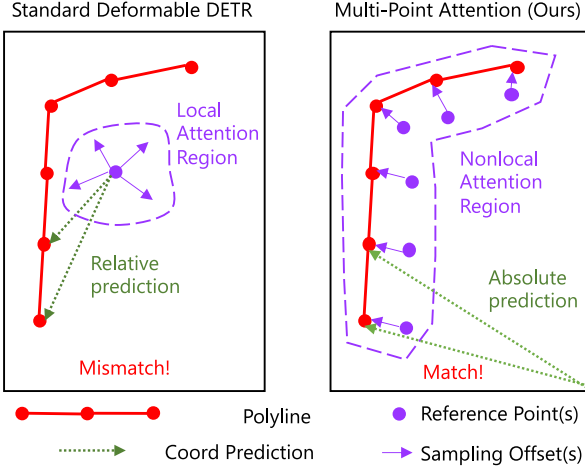 Standard Deformable DETR
Multi-Point Attention (Ours)
Local
Attention
Region
Relative
prediction
Mismatch!
Nonlocal
Attention
Region
Absolute
prediction
Match!
Polyline
Reference Point(s)
Coord Prediction
Sampling Offset(s)